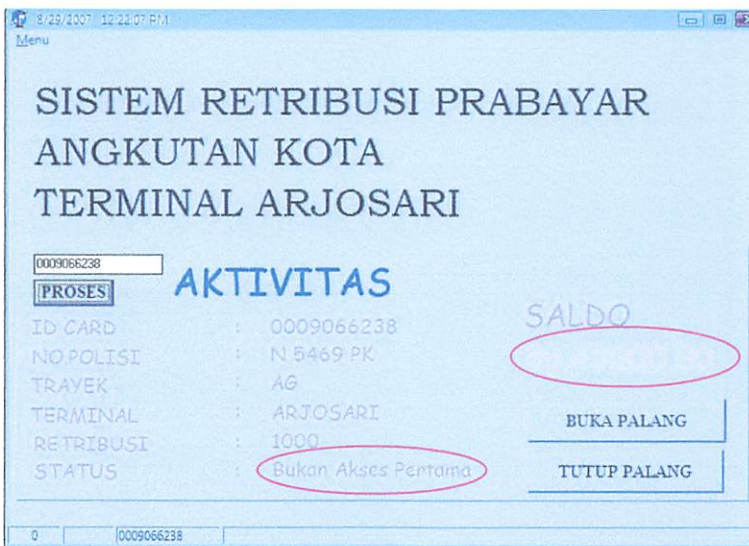 8/29/2007 12:22:07 PM
Menu
SISTEM RETRIBUSI PRABAYAR
ANGKUTAN KOTA
TERMINAL ARJOSARI
0009066238
PROSES
AKTIVITAS
SALDO
ID CARD : 0009066238
NO.POLISI : N 5469 PK
TRAYEK : AG
TERMINAL : ARJOSARI
RETRIBUSI : 1000
STATUS : Bukan Akses Pertama
BUKA PALANG
TUTUP PALANG
0 0009066238